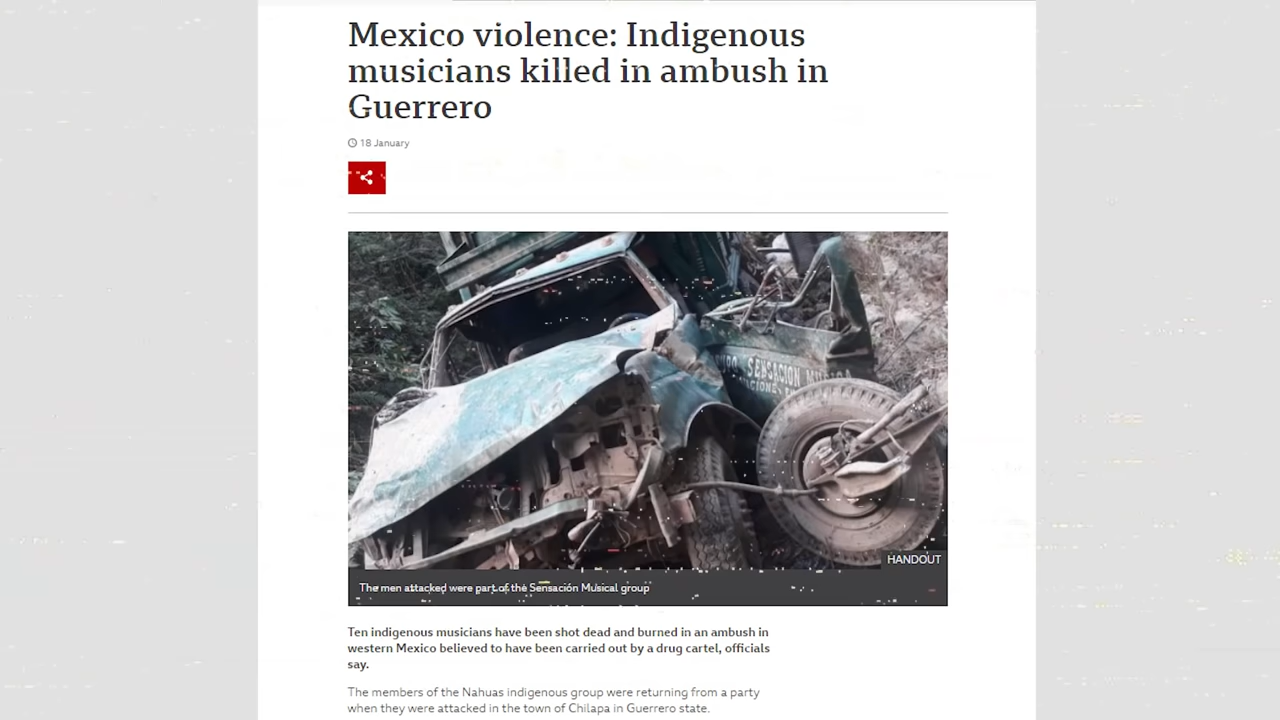 Mexico violence: Indigenous
musicians killed in ambush in
Guerrero
18 January
SENSACION
HANDOUT
The men attacked were part of the Sensación Musical group
Ten indigenous musicians have been shot dead and burned in an ambush in
western Mexico believed to have been carried out by a drug cartel, officials
say.
The members of the Nahuas indigenous group were returning from a party
when they were attacked in the town of Chilapa in Guerrero state.